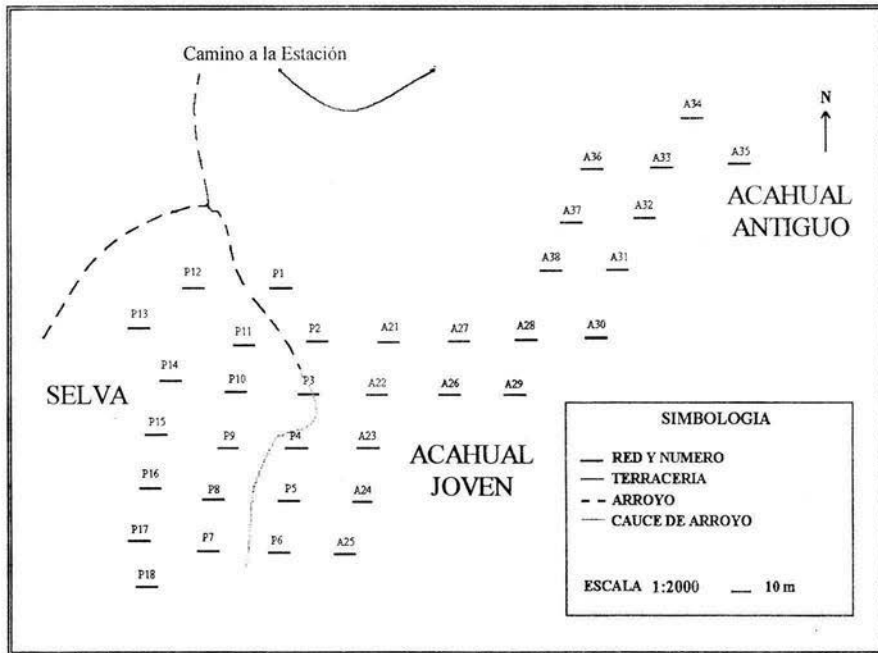 Camino a la Estación
A34
N
A36
A33
A35
ACAHUAL
ANTIGUO
A37
A32
A38
A31
P12
P1
P13
P11
P2
A21
A27
A28
A30
P14
SELVA
P10
P3
A22
A26
A29
P15
P9
P4
A23
ACAHUAL
JOVEN
P16
P8
P5
A24
P17
P7
P6
A25
P18
SIMBOLOGIA
RED Y NUMERO
TERRACERIA
ARROYO
CAUCE DE ARROYO
ESCALA 1:2000 10 m